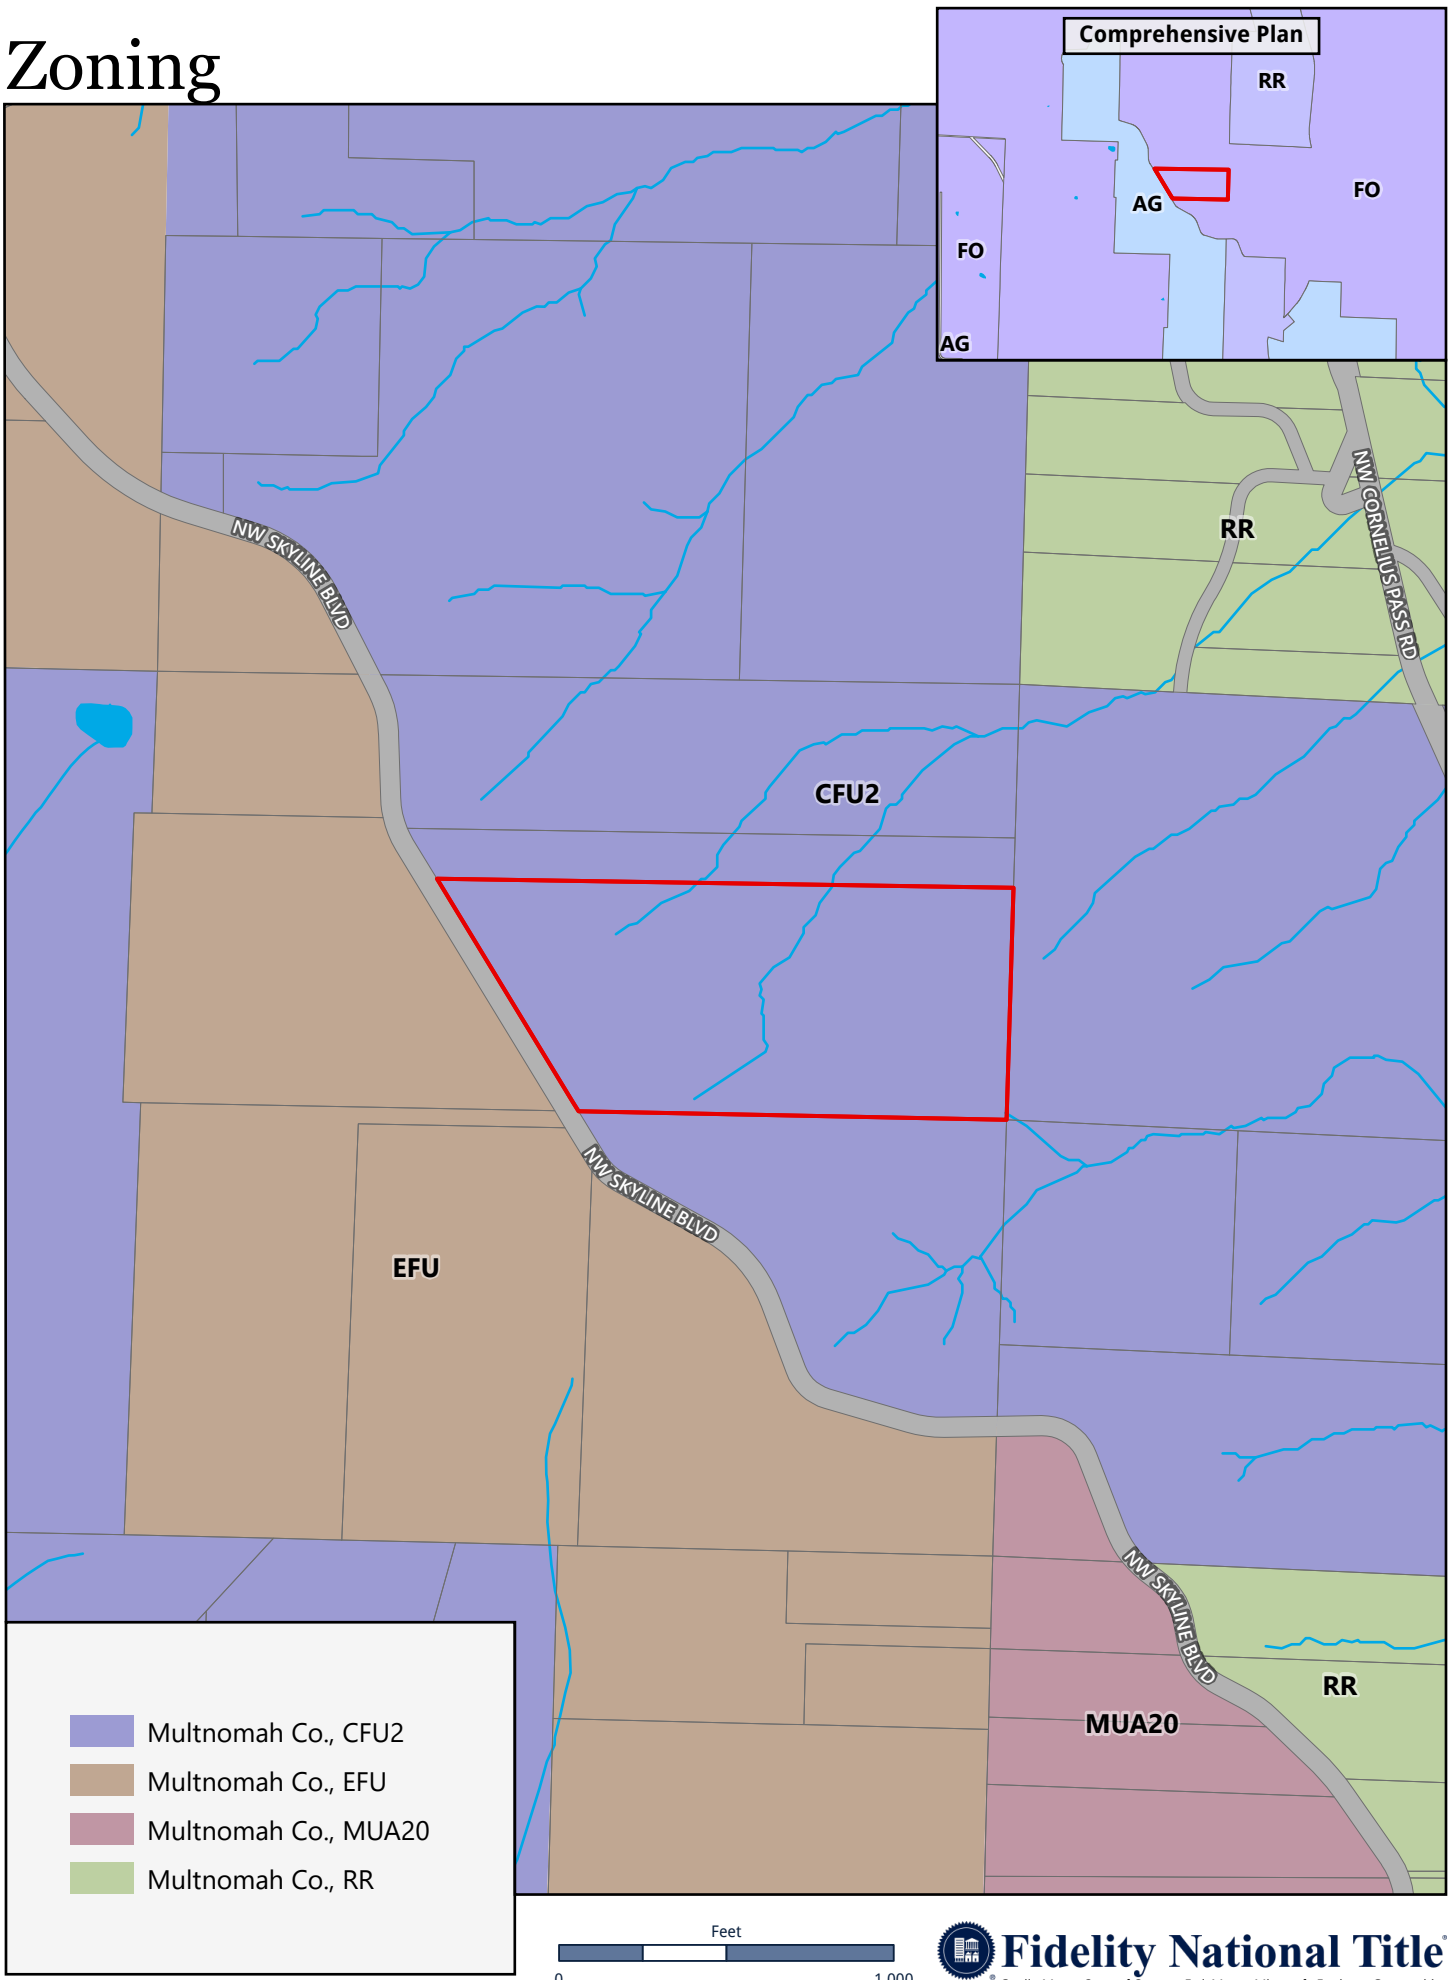 Zoning
Comprehensive Plan
RR
FO
AG
FO
AG
NW SKYLINE BLVD
NW CORNELIUS PASS RD
RR
CFU2
NW SKYLINE BLVD
EFU
NW SKYLINE BLVD
RR
MUA20
Multnomah Co., CFU2
Multnomah Co., EFU
Multnomah Co., MUA20
Multnomah Co., RR
Feet
0
1,000
Fidelity National Title